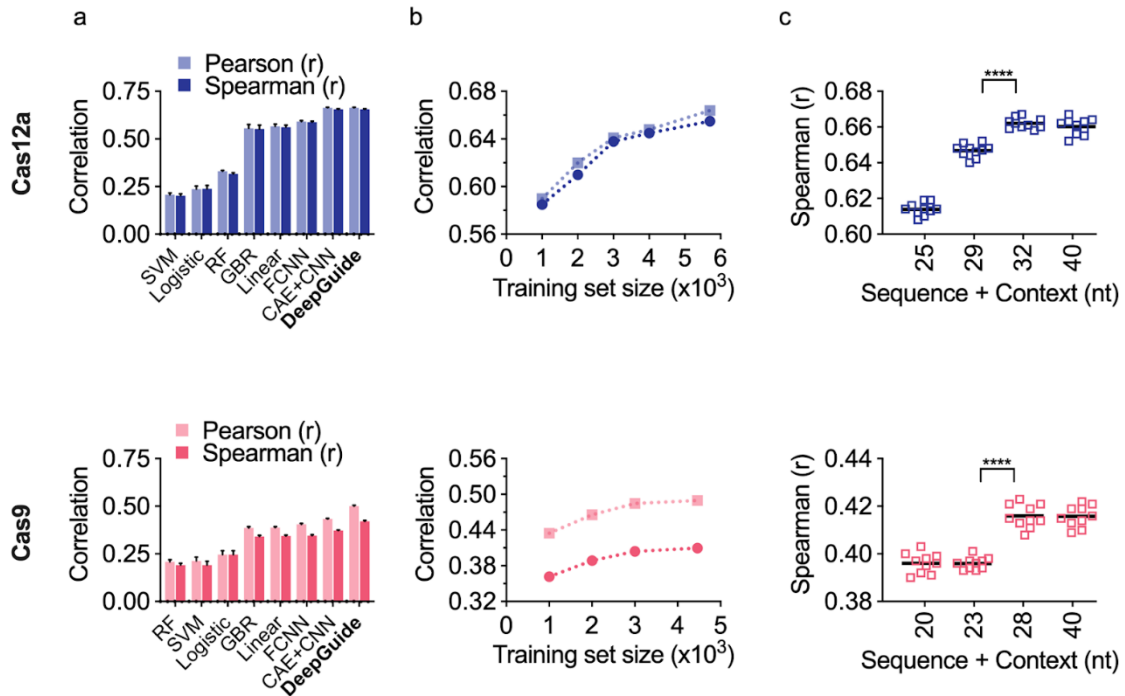 a
b
c
Cas12a
Pearson (r)
Spearman (r)
Correlation
0.75
0.50
0.25
0.00
SVM
Logistic
RF
GBR
Linear
FCNN
CAE+CNN
DeepGuide
Correlation
0.68
0.64
0.60
0.56
0 1 2 3 4 5 6
Training set size (x10³)
Spearman (r)
0.68
0.66
0.64
0.62
0.60
****
25 29 32 40
Sequence + Context (nt)
Cas9
Pearson (r)
Spearman (r)
Correlation
0.75
0.50
0.25
0.00
RF
SVM
Logistic
GBR
Linear
FCNN
CAE+CNN
DeepGuide
Correlation
0.56
0.50
0.44
0.38
0.32
0 1 2 3 4 5
Training set size (x10³)
Spearman (r)
0.44
0.42
0.40
0.38
****
20 23 28 40
Sequence + Context (nt)